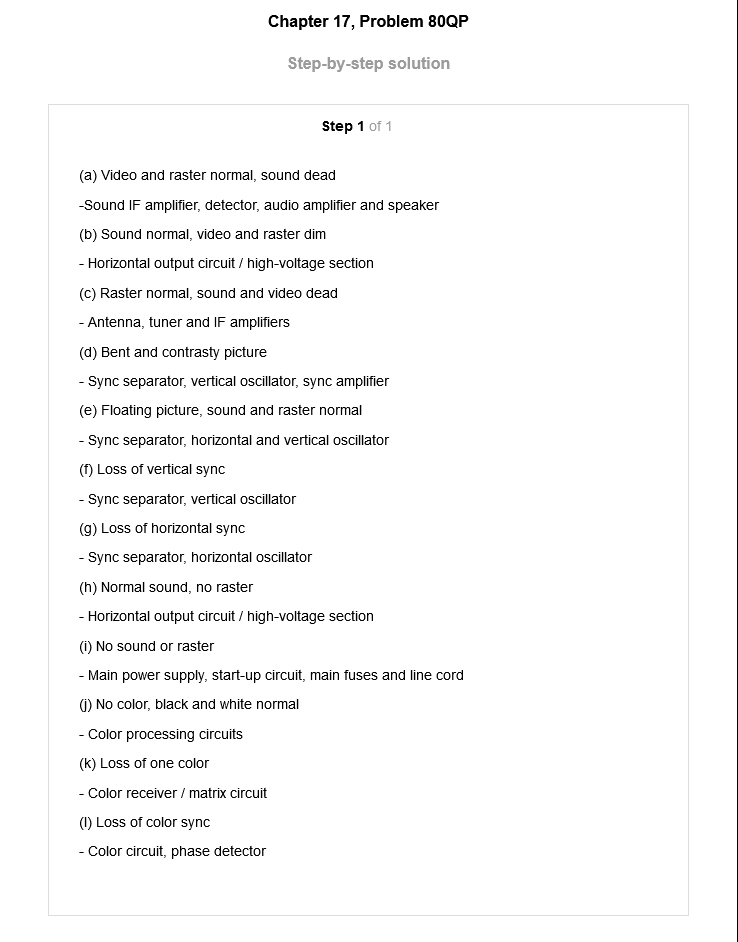 Chapter 17, Problem 80QP
Step-by-step solution
Step 1 of 1
(a) Video and raster normal, sound dead
-Sound IF amplifier, detector, audio amplifier and speaker
(b) Sound normal, video and raster dim
- Horizontal output circuit / high-voltage section
(c) Raster normal, sound and video dead
- Antenna, tuner and IF amplifiers
(d) Bent and contrasty picture
- Sync separator, vertical oscillator, sync amplifier
(e) Floating picture, sound and raster normal
- Sync separator, horizontal and vertical oscillator
(f) Loss of vertical sync
- Sync separator, vertical oscillator
(g) Loss of horizontal sync
- Sync separator, horizontal oscillator
(h) Normal sound, no raster
- Horizontal output circuit / high-voltage section
(i) No sound or raster
- Main power supply, start-up circuit, main fuses and line cord
(j) No color, black and white normal
- Color processing circuits
(k) Loss of one color
- Color receiver / matrix circuit
(l) Loss of color sync
- Color circuit, phase detector